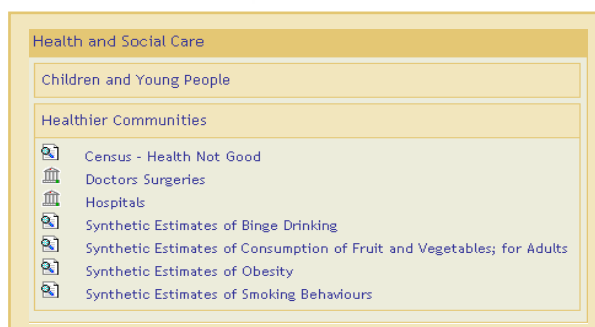 Health and Social Care
Children and Young People
Healthier Communities
Census - Health Not Good
Doctors Surgeries
Hospitals
Synthetic Estimates of Binge Drinking
Synthetic Estimates of Consumption of Fruit and Vegetables; for Adults
Synthetic Estimates of Obesity
Synthetic Estimates of Smoking Behaviours